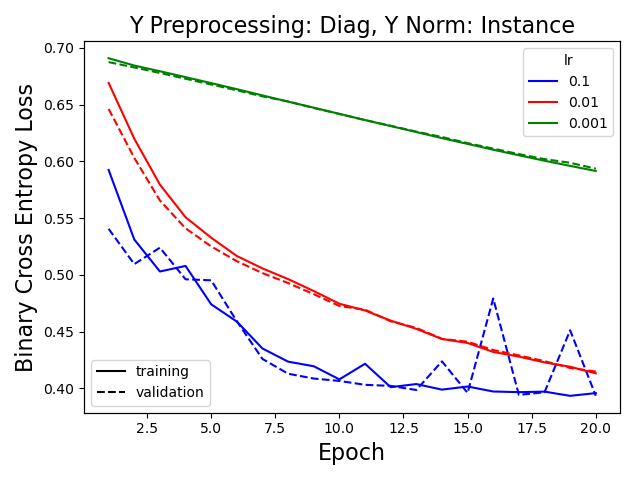 Y Preprocessing: Diag, Y Norm: Instance
Binary Cross Entropy Loss
0.70
0.65
0.60
0.55
0.50
0.45
0.40
lr
0.1
0.01
0.001
training
validation
2.5 5.0 7.5 10.0 12.5 15.0 17.5 20.0
Epoch